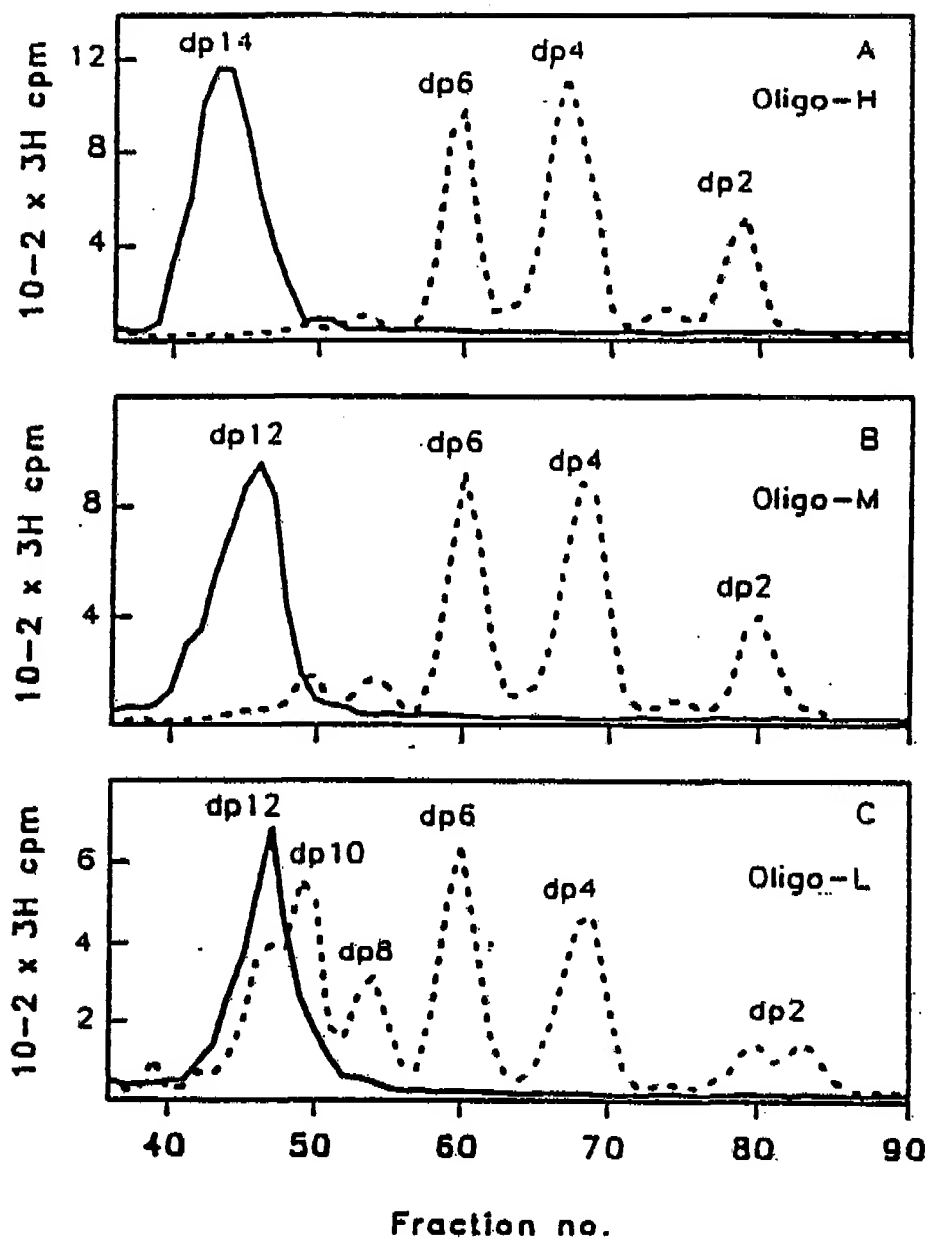 A
Oligo-H
dp14
dp6
dp4
dp2
12
8
4
10-2 x 3H cpm
B
Oligo-M
dp12
dp6
dp4
dp2
8
4
10-2 x 3H cpm
C
Oligo-L
dp12
dp10
dp8
dp6
dp4
dp2
6
4
2
10-2 x 3H cpm
40 50 60 70 80 90
Fraction no.